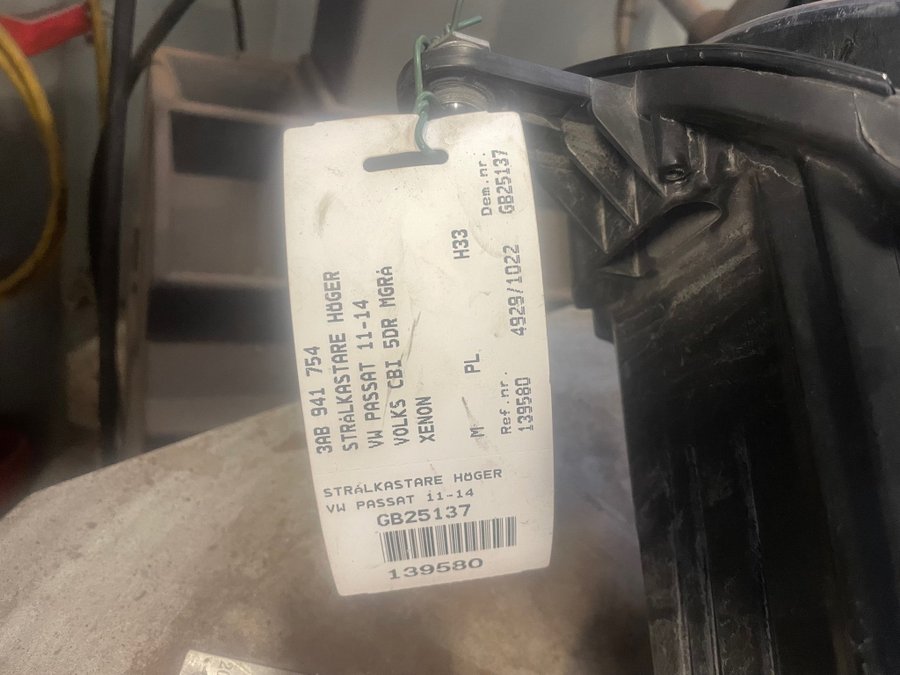 3AB 941 754
STRÅLKASTARE HÖGER
VW PASSAT 11-14
VOLKS CBI 5DR MGRÅ
XENON
H33
M PL
Dem.nr.
GB25137
4929/1022
Ref.nr.
139580
STRÅLKASTARE HÖGER
VW PASSAT 11-14
GB25137
139580